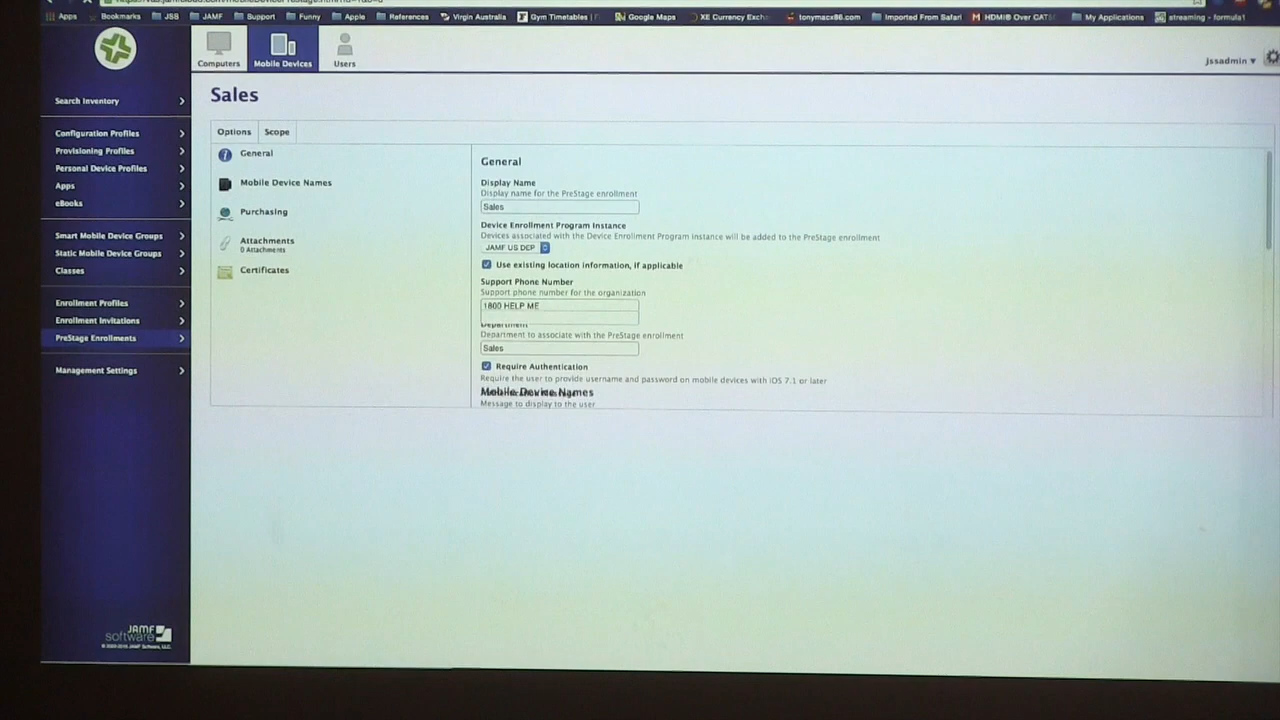 Apps
Bookmarks
JSS
JAMF
Support
Funny
Apple
References
Virgin Australia
Gym Timetables
Google Maps
XE Currency Exch
tonymacx86.com
Imported From Safari
HDMI® Over CAT5
My Applications
streaming - formula1
Computers
Mobile Devices
Users
jssadmin
Search Inventory
Configuration Profiles
Provisioning Profiles
Personal Device Profiles
Apps
eBooks
Smart Mobile Device Groups
Static Mobile Device Groups
Classes
Enrollment Profiles
Enrollment Invitations
PreStage Enrollments
Management Settings
JAMF
software
Sales
Options
Scope
General
Mobile Device Names
Purchasing
Attachments
0 Attachments
Certificates
General
Display Name
Display name for the PreStage enrollment
Sales
Device Enrollment Program Instance
Devices associated with the Device Enrollment Program instance will be added to the PreStage enrollment
JAMF US DEP
Use existing location information, if applicable
Support Phone Number
Support phone number for the organization
1800 HELP ME
Department
Department to associate with the PreStage enrollment
Sales
Require Authentication
Require the user to provide username and password on mobile devices with iOS 7.1 or later
Mobile Device Names
Message to display to the user